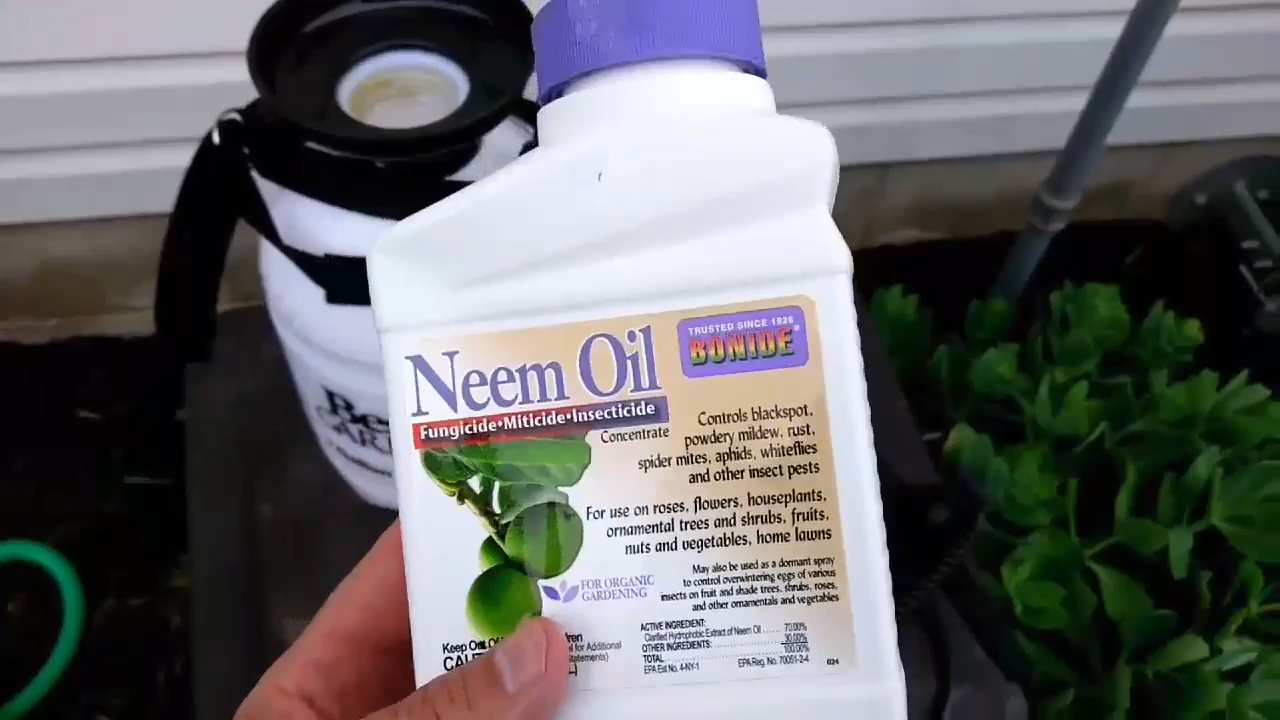 Neem Oil
Fungicide•Miticide•Insecticide
Concentrate
TRUSTED SINCE 1926
BONIDE®
Controls blackspot,
powdery mildew, rust,
spider mites, aphids, whiteflies
and other insect pests
For use on roses, flowers, houseplants,
ornamental trees and shrubs, fruits,
nuts and vegetables, home lawns
May also be used as a dormant spray
to control overwintering eggs of various
insects on fruit and shade trees, shrubs, roses,
and other ornamentals and vegetables
FOR ORGANIC
GARDENING
Keep
for Additional
ACTIVE INGREDIENT:
Clarified Hydrophobic Extract of Neem Oil ..... 70.00%
OTHER INGREDIENTS: ..... 30.00%
TOTAL ..... 100.00%
EPA Est No. 4-NY-1 EPA Reg. No. 70051-2-4
024